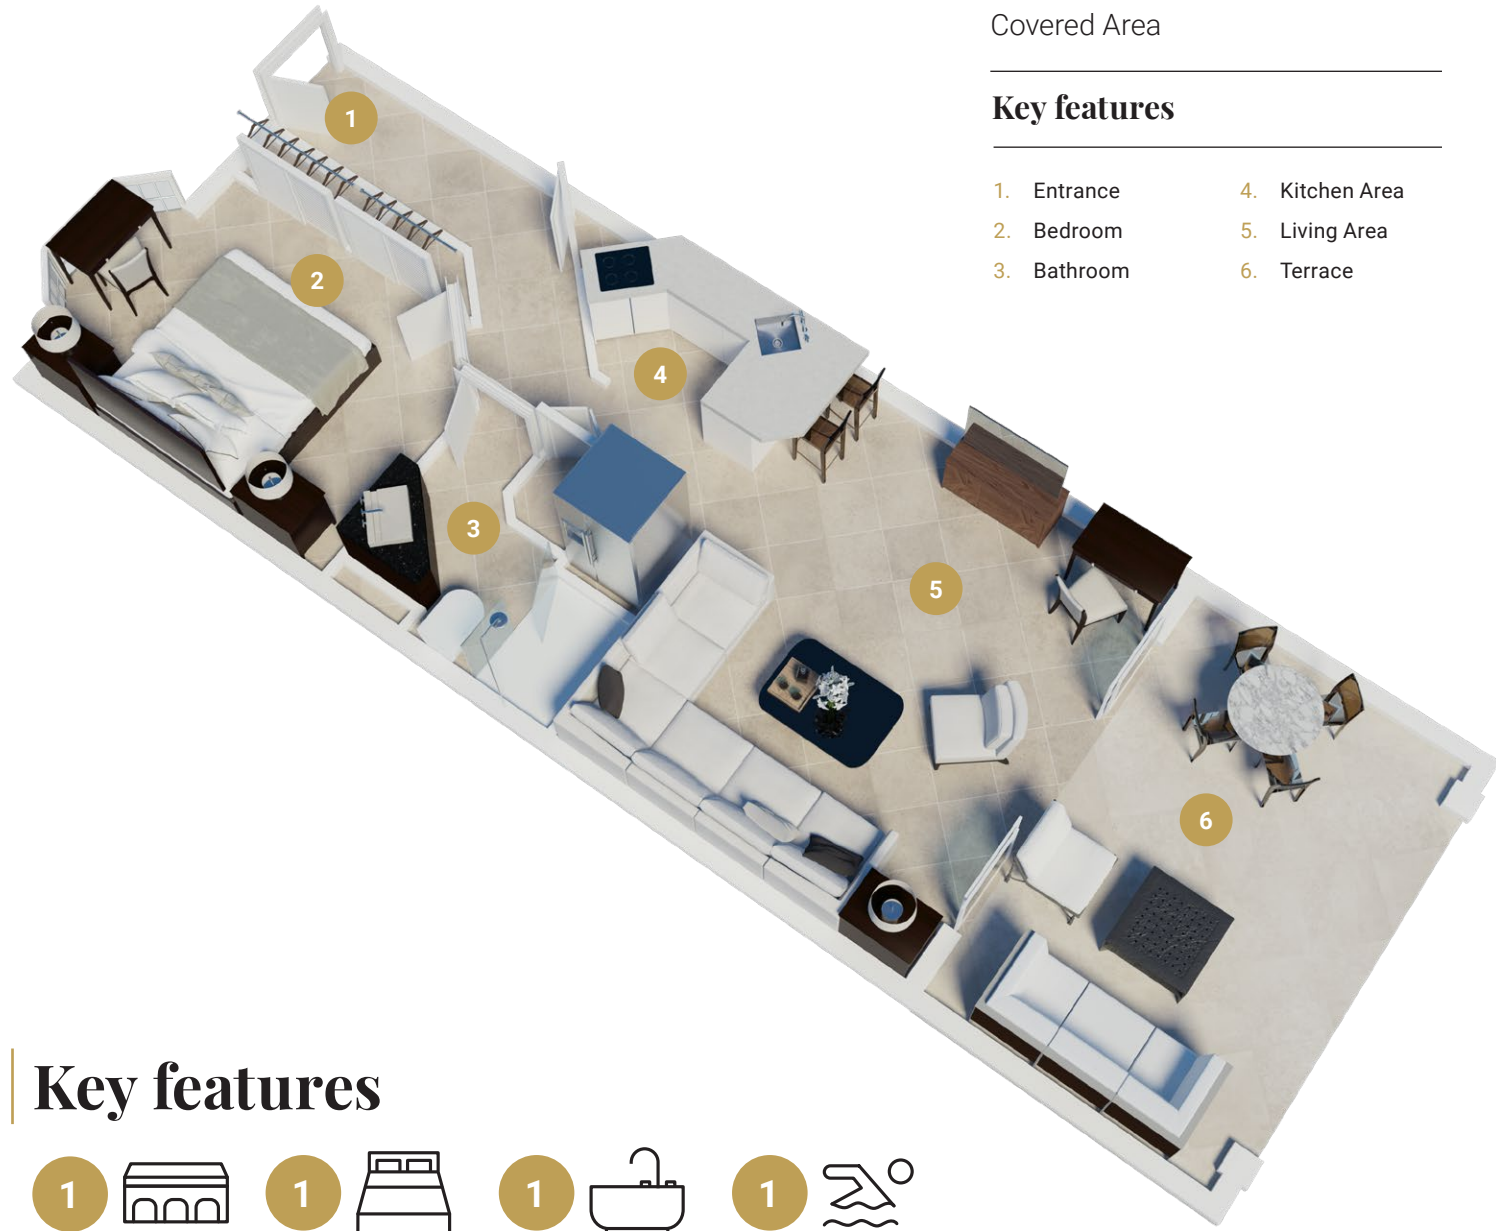 Covered Area
Key features
1. Entrance
2. Bedroom
3. Bathroom
4. Kitchen Area
5. Living Area
6. Terrace
1
2
3
4
5
6
Key features
1
1
1
1